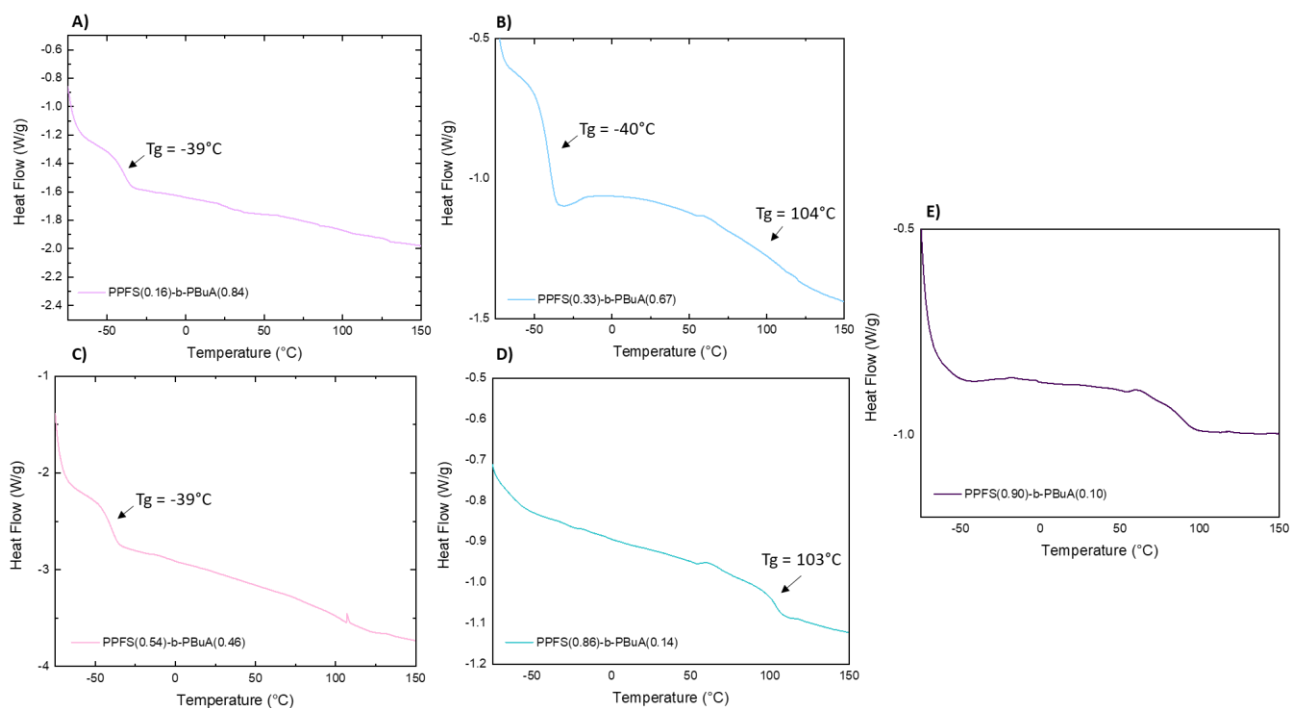 A)
-0.6
-0.8
-1.0
-1.2
-1.4
-1.6
-1.8
-2.0
-2.2
-2.4
Heat Flow (W/g)
Tg = -39°C
PPFS(0.16)-b-PBuA(0.84)
-50
0
50
100
150
Temperature (°C)
B)
-0.5
-1.0
-1.5
Heat Flow (W/g)
Tg = -40°C
Tg = 104°C
PPFS(0.33)-b-PBuA(0.67)
-50
0
50
100
150
Temperature (°C)
C)
-1
-2
-3
-4
Heat Flow (W/g)
Tg = -39°C
PPFS(0.54)-b-PBuA(0.46)
-50
0
50
100
150
Temperature (°C)
D)
-0.5
-0.6
-0.7
-0.8
-0.9
-1.0
-1.1
-1.2
Heat Flow (W/g)
Tg = 103°C
PPFS(0.86)-b-PBuA(0.14)
-50
0
50
100
150
Temperature (°C)
E)
-0.5
-1.0
Heat Flow (W/g)
PPFS(0.90)-b-PBuA(0.10)
-50
0
50
100
150
Temperature (°C)